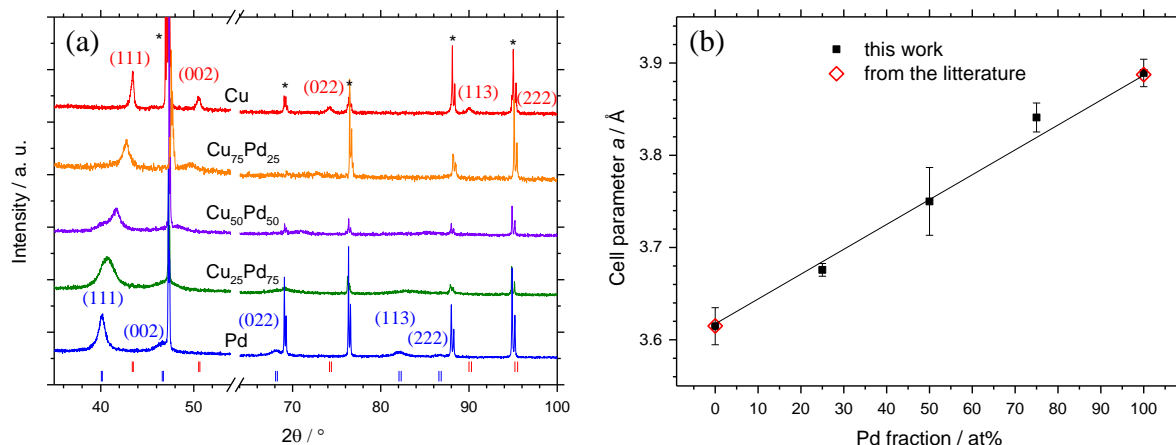 (a)
(111)
*
(002)
*
(022)
*
*
(113)
*
(222)
Cu
Cu75Pd25
Cu50Pd50
Cu25Pd75
(111)
(002)
(022)
Pd
(113)
(222)
Intensity / a. u.
40 50 70 80 90 100
2θ / °
(b)
this work
from the litterature
3.9
3.8
3.7
3.6
Cell parameter a / Å
0 10 20 30 40 50 60 70 80 90 100
Pd fraction / at%